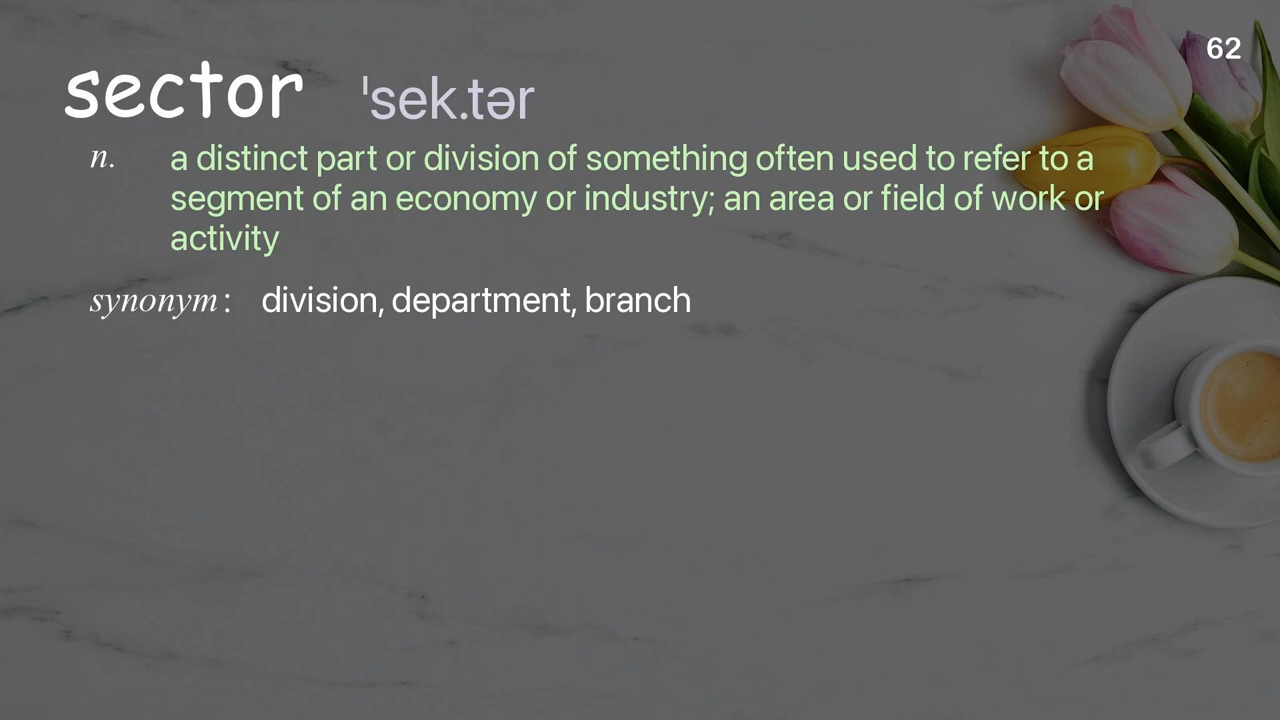 62
sector ˈsek.tər
n. a distinct part or division of something often used to refer to a
segment of an economy or industry; an area or field of work or
activity
synonym: division, department, branch